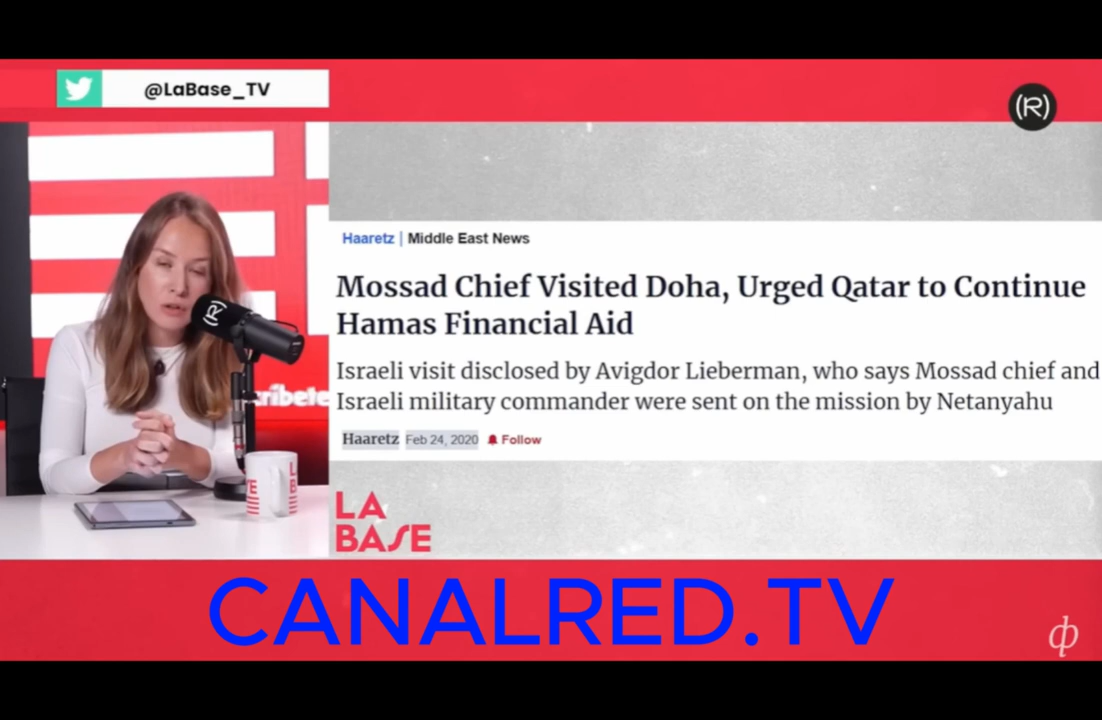 @LaBase_TV
(R)
Haaretz | Middle East News
Mossad Chief Visited Doha, Urged Qatar to Continue
Hamas Financial Aid
Israeli visit disclosed by Avigdor Lieberman, who says Mossad chief and
Israeli military commander were sent on the mission by Netanyahu
Haaretz Feb 24, 2020 Follow
(R)
críbete
LA
BASE
CANALRED.TV